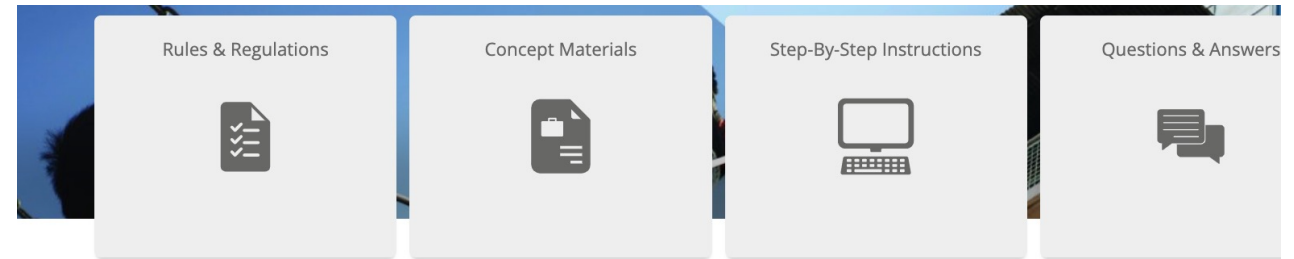 Rules & Regulations
Concept Materials
Step-By-Step Instructions
Questions & Answers